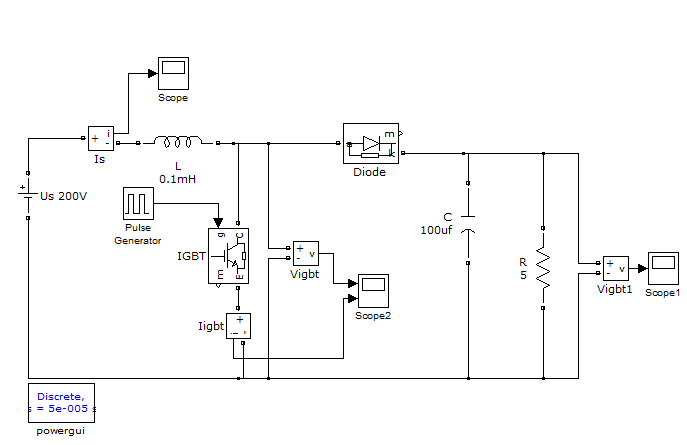 Scope
i
+
-
Is
L
0.1mH
m
k
Diode
+
Us 200V
Pulse
Generator
g
C
IGBT
m
E
+
-
v
Vigbt
C
100uf
R
5
+
-
v
Vigbt1
Scope1
Scope2
Iigbt
+
i
-
Discrete,
s = 5e-005 s
powergui